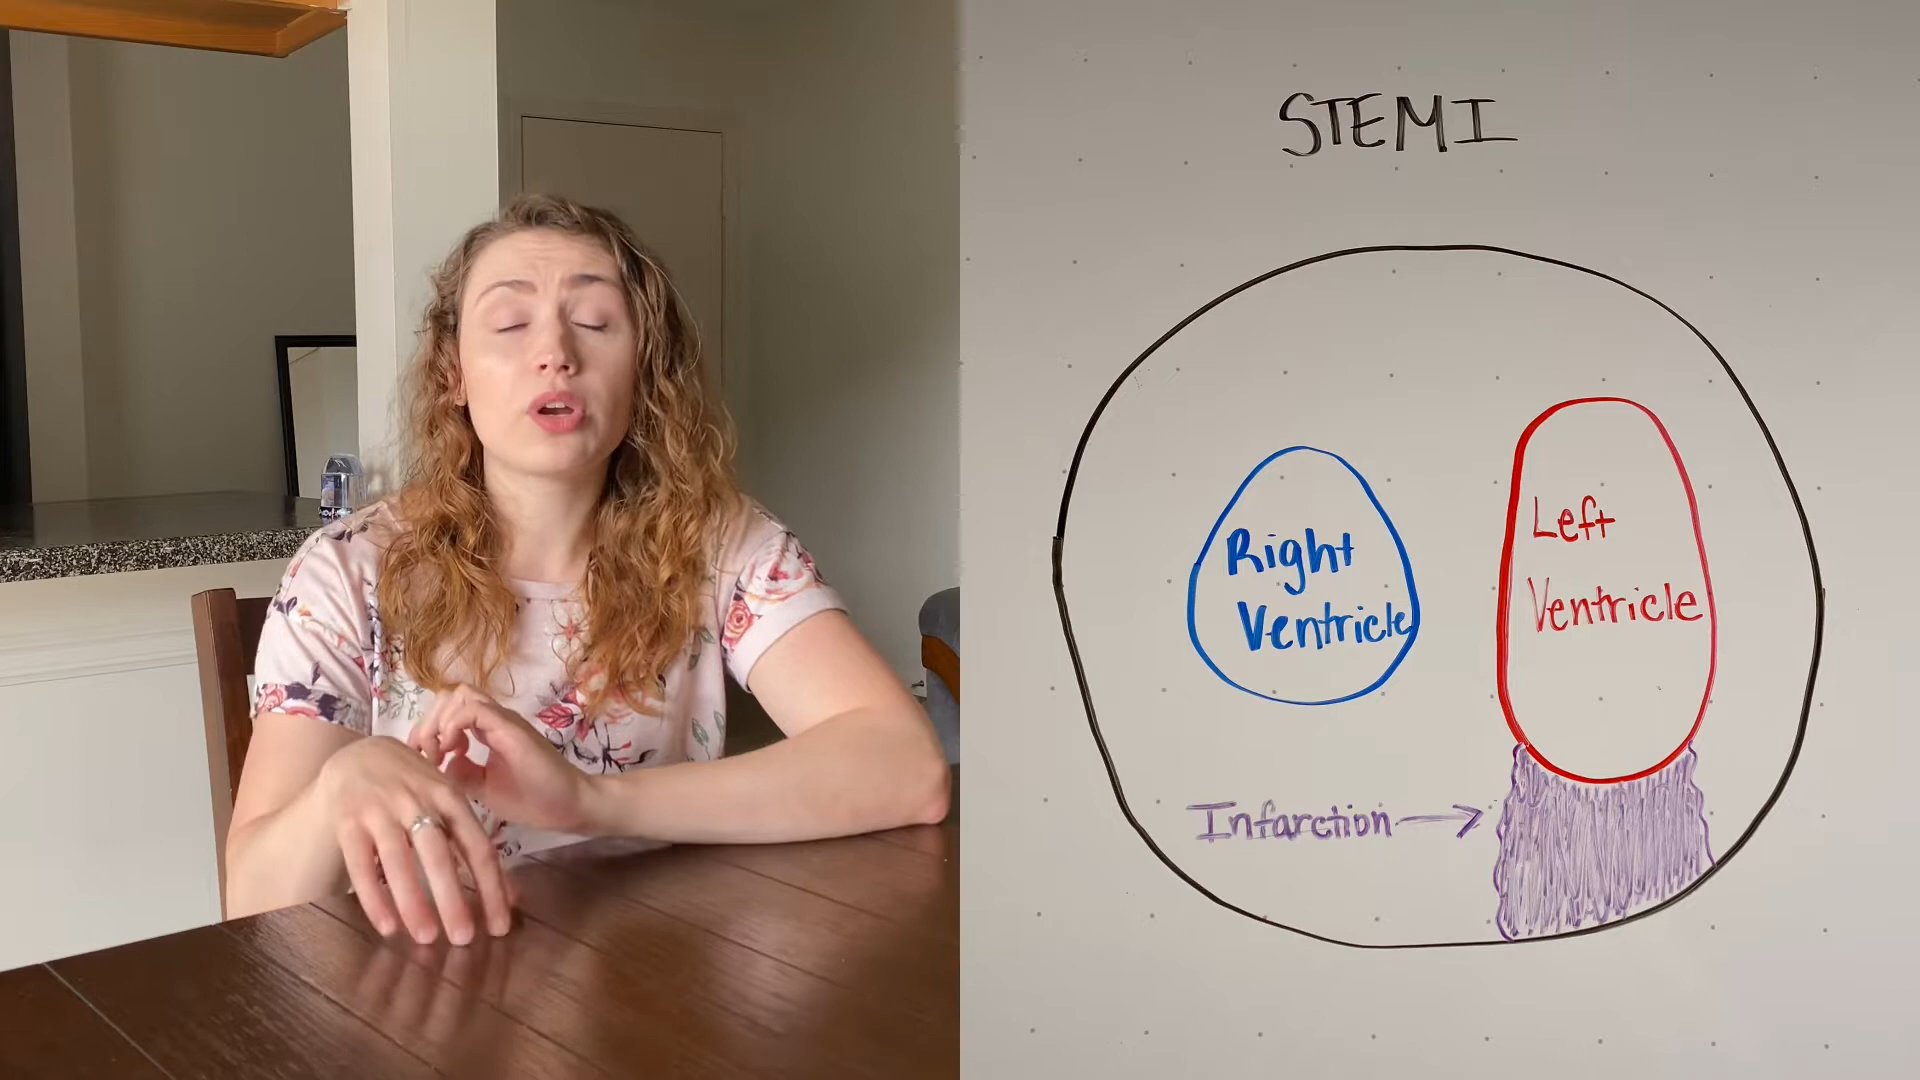 STEMI
Right
Ventricle
Left
Ventricle
Infarction